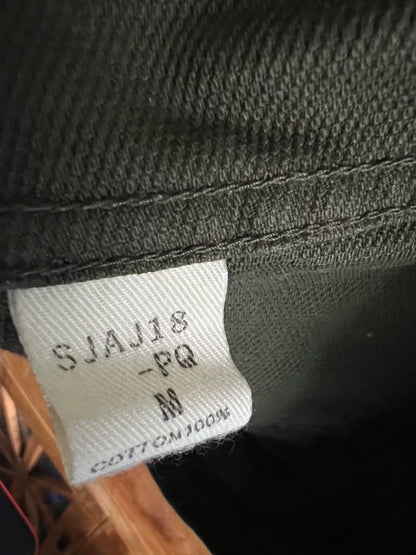 SJAJ18
-PQ
M
COTTON100%